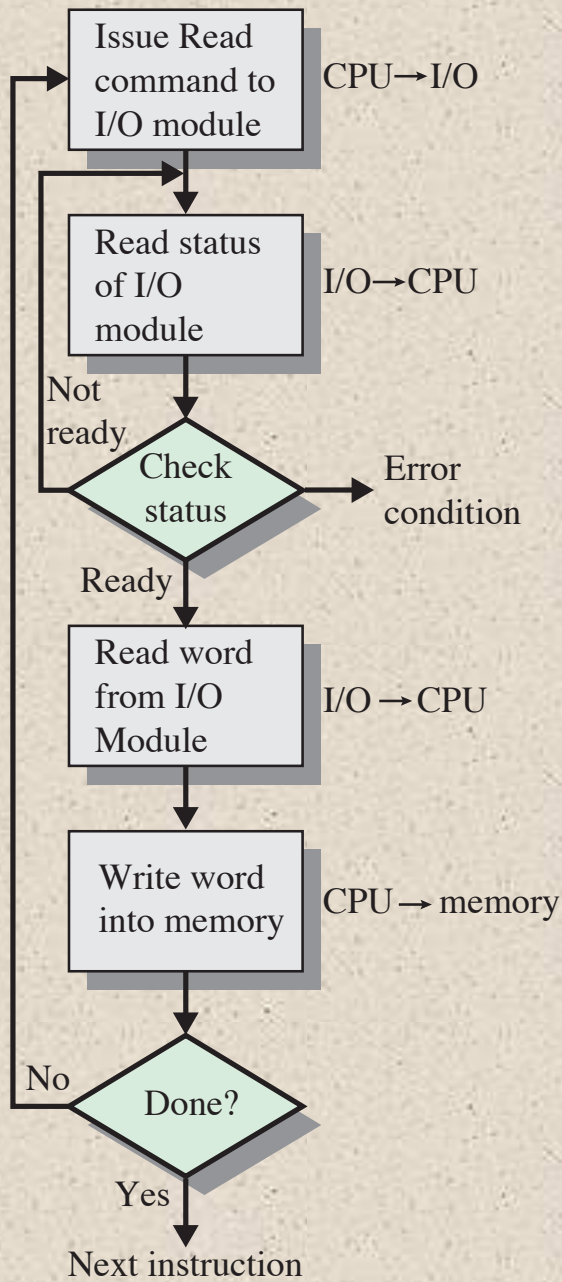 Issue Read
command to
I/O module
CPU→I/O
Read status
of I/O
module
I/O→CPU
Not
ready
Check
status
Error
condition
Ready
Read word
from I/O
Module
I/O → CPU
Write word
into memory
CPU → memory
No
Done?
Yes
Next instruction